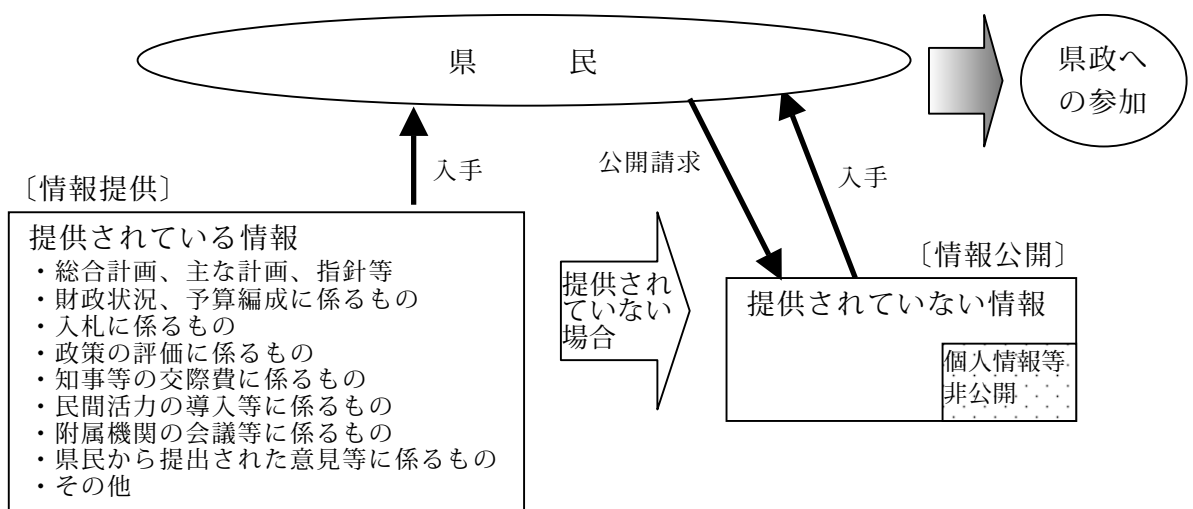 県　　民
県政へ
の参加
入手
公開請求
入手
〔情報提供〕
提供されている情報
・総合計画、主な計画、指針等
・財政状況、予算編成に係るもの
・入札に係るもの
・政策の評価に係るもの
・知事等の交際費に係るもの
・民間活力の導入等に係るもの
・附属機関の会議等に係るもの
・県民から提出された意見等に係るもの
・その他
提供され
ていない
場合
〔情報公開〕
提供されていない情報
個人情報等
非公開